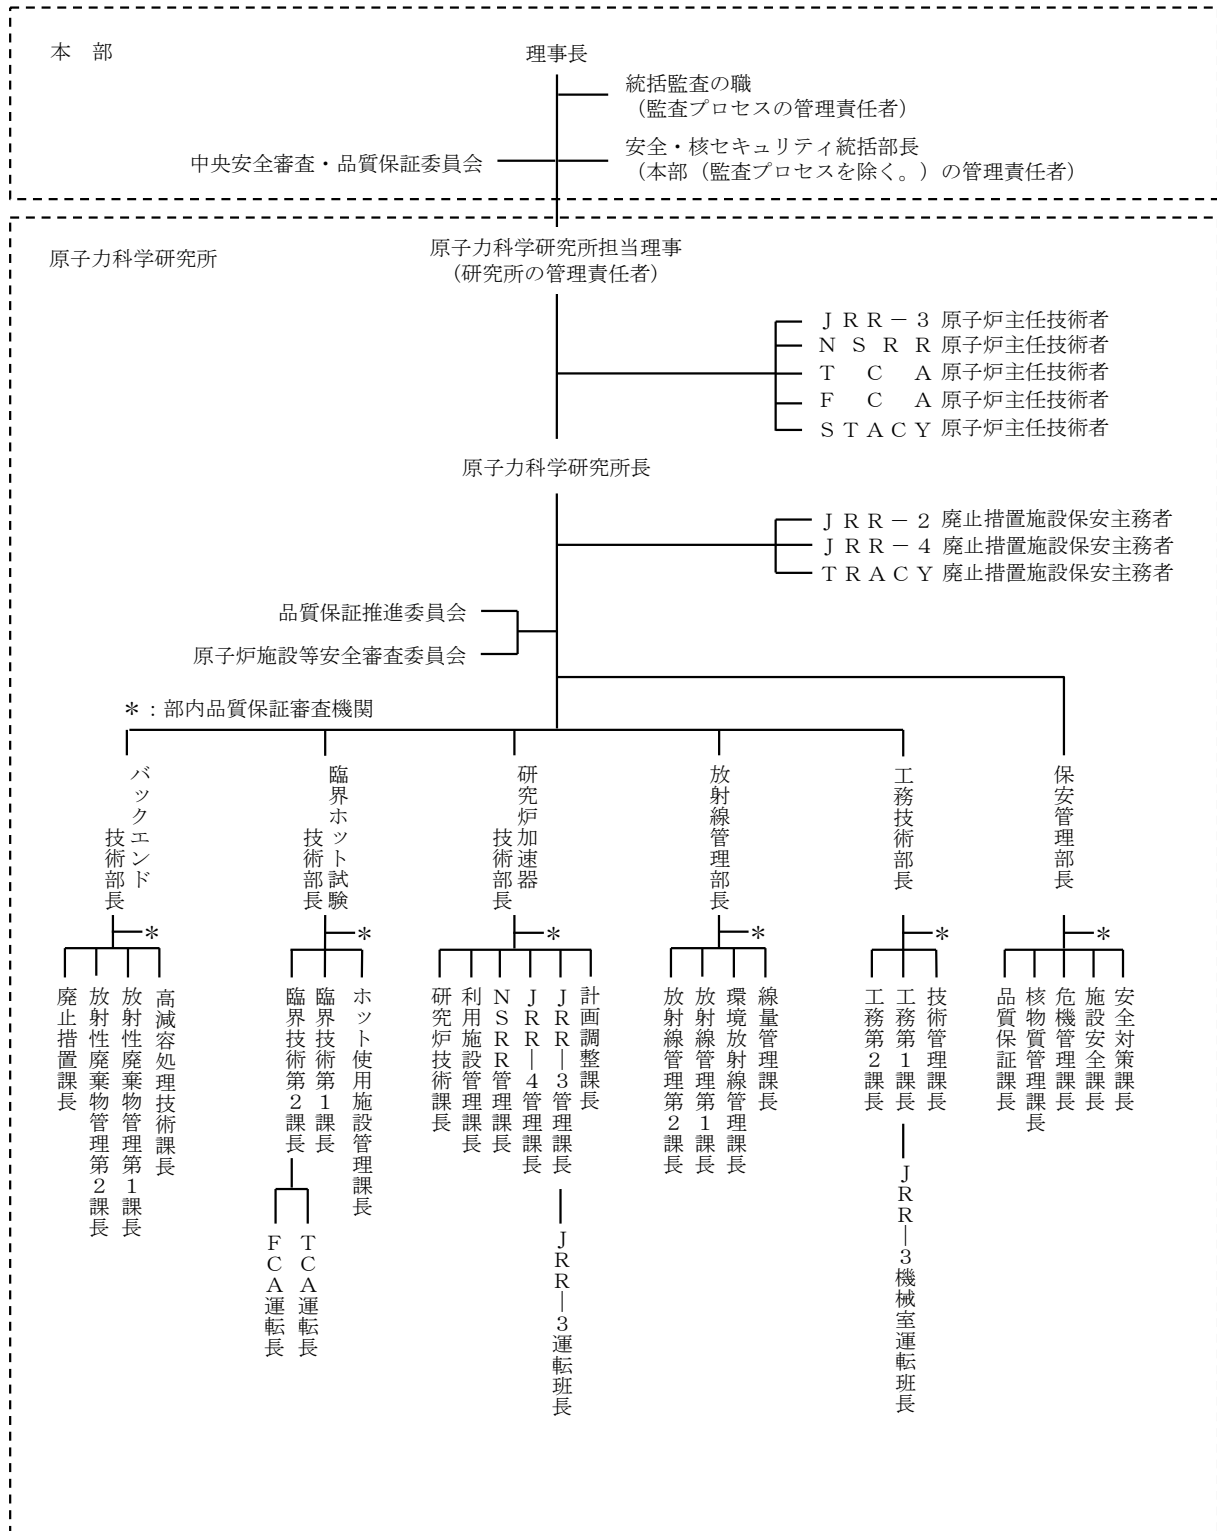 本　部
理事長
統括監査の職
（監査プロセスの管理責任者）
中央安全審査・品質保証委員会
安全・核セキュリティ統括部長
（本部（監査プロセスを除く。）の管理責任者）
原子力科学研究所
原子力科学研究所担当理事
（研究所の管理責任者）
ＪＲＲ－３ 原子炉主任技術者
ＮＳＲＲ 原子炉主任技術者
ＴＣＡ 原子炉主任技術者
ＦＣＡ 原子炉主任技術者
ＳＴＡＣＹ 原子炉主任技術者
原子力科学研究所長
ＪＲＲ－２ 廃止措置施設保安主務者
ＪＲＲ－４ 廃止措置施設保安主務者
ＴＲＡＣＹ 廃止措置施設保安主務者
品質保証推進委員会
原子炉施設等安全審査委員会
＊：部内品質保証審査機関
バックエンド
技術部長
臨界ホット試験
技術部長
研究炉加速器
技術部長
放射線管理部長
工務技術部長
保安管理部長
＊
＊
＊
＊
＊
＊
廃止措置課長
放射性廃棄物管理第２課長
放射性廃棄物管理第１課長
高減容処理技術課長
臨界技術第２課長
臨界技術第１課長
ホット使用施設管理課長
研究炉技術課長
利用施設管理課長
ＮＳＲＲ管理課長
ＪＲＲ―４管理課長
ＪＲＲ―３管理課長
計画調整課長
放射線管理第２課長
放射線管理第１課長
環境放射線管理課長
線量管理課長
工務第２課長
工務第１課長
技術管理課長
品質保証課長
核物質管理課長
危機管理課長
施設安全課長
安全対策課長
ＦＣＡ運転長
ＴＣＡ運転長
ＪＲＲ―３運転班長
ＪＲＲ―３機械室運転班長